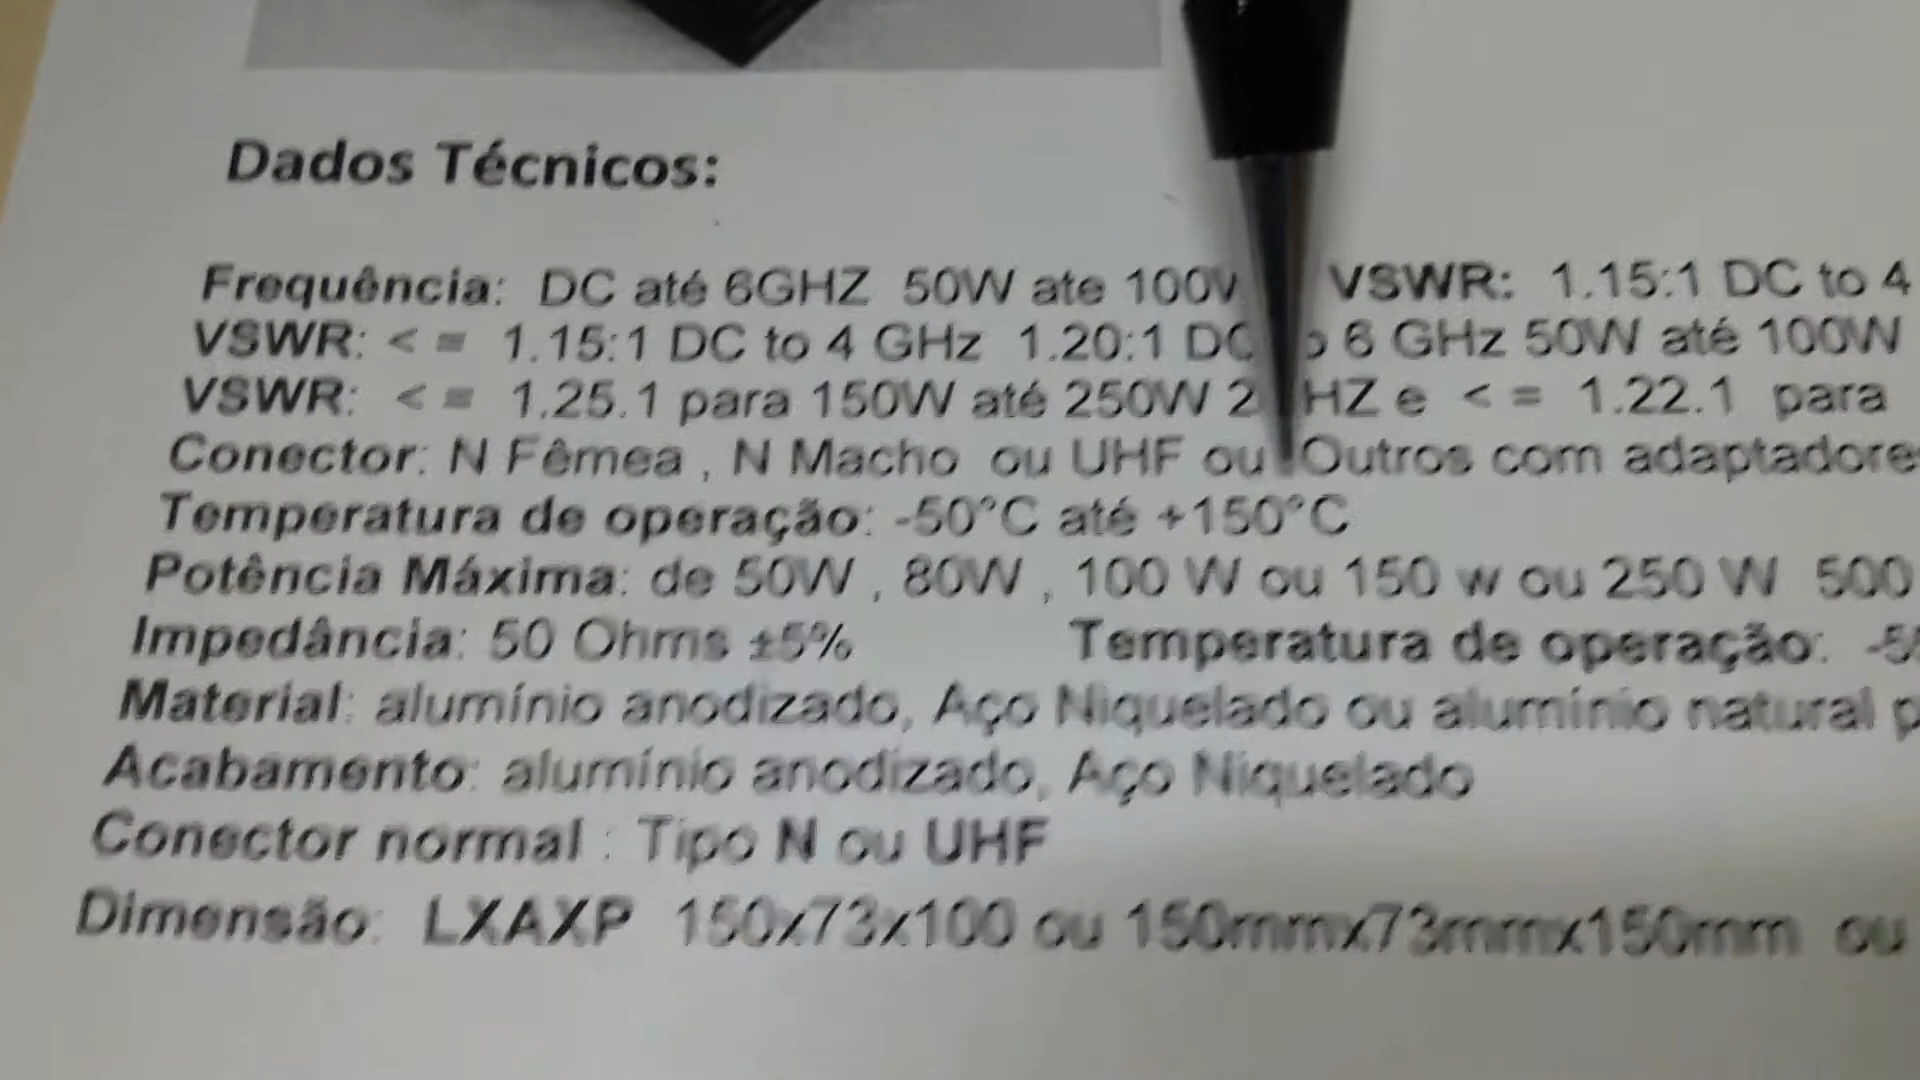 Dados Técnicos:
Frequência: DC até 6GHZ 50W ate 100W VSWR: 1.15:1 DC to 4
VSWR: < = 1.15:1 DC to 4 GHz 1.20:1 DC 6 GHz 50W até 100W
VSWR: < = 1.25.1 para 150W até 250W 2 HZ e < = 1.22.1 para
Conector: N Fêmea , N Macho ou UHF ou Outros com adaptadores
Temperatura de operação: -50°C até +150°C
Potência Máxima: de 50W , 80W , 100 W ou 150 w ou 250 W 500
Impedância: 50 Ohms ±5% Temperatura de operação:
Material: alumínio anodizado, Aço Niquelado ou alumínio natural
Acabamento: alumínio anodizado, Aço Niquelado
Conector normal : Tipo N ou UHF
Dimensão: LXAXP 150x73x100 ou 150mmx73mmx150mm ou